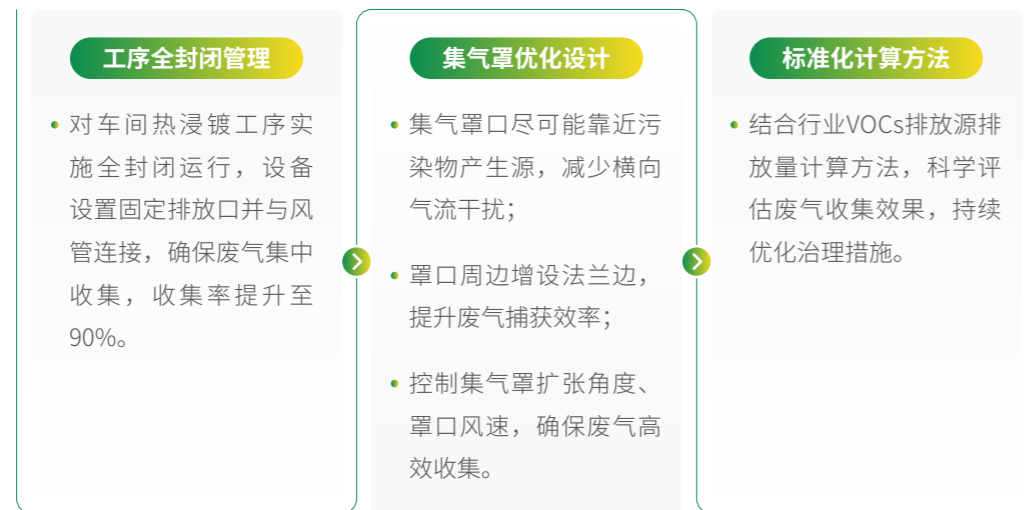 工序全封闭管理
对车间热浸镀工序实
施全封闭运行，设备
设置固定排放口并与风
管连接，确保废气集中
收集，收集率提升至
90%。
集气罩优化设计
集气罩口尽可能靠近污
染物产生源，减少横向
气流干扰；
罩口周边增设法兰边，
提升废气捕获效率；
控制集气罩扩张角度、
罩口风速，确保废气高
效收集。
标准化计算方法
结合行业VOCs排放源排
放量计算方法，科学评
估废气收集效果，持续
优化治理措施。